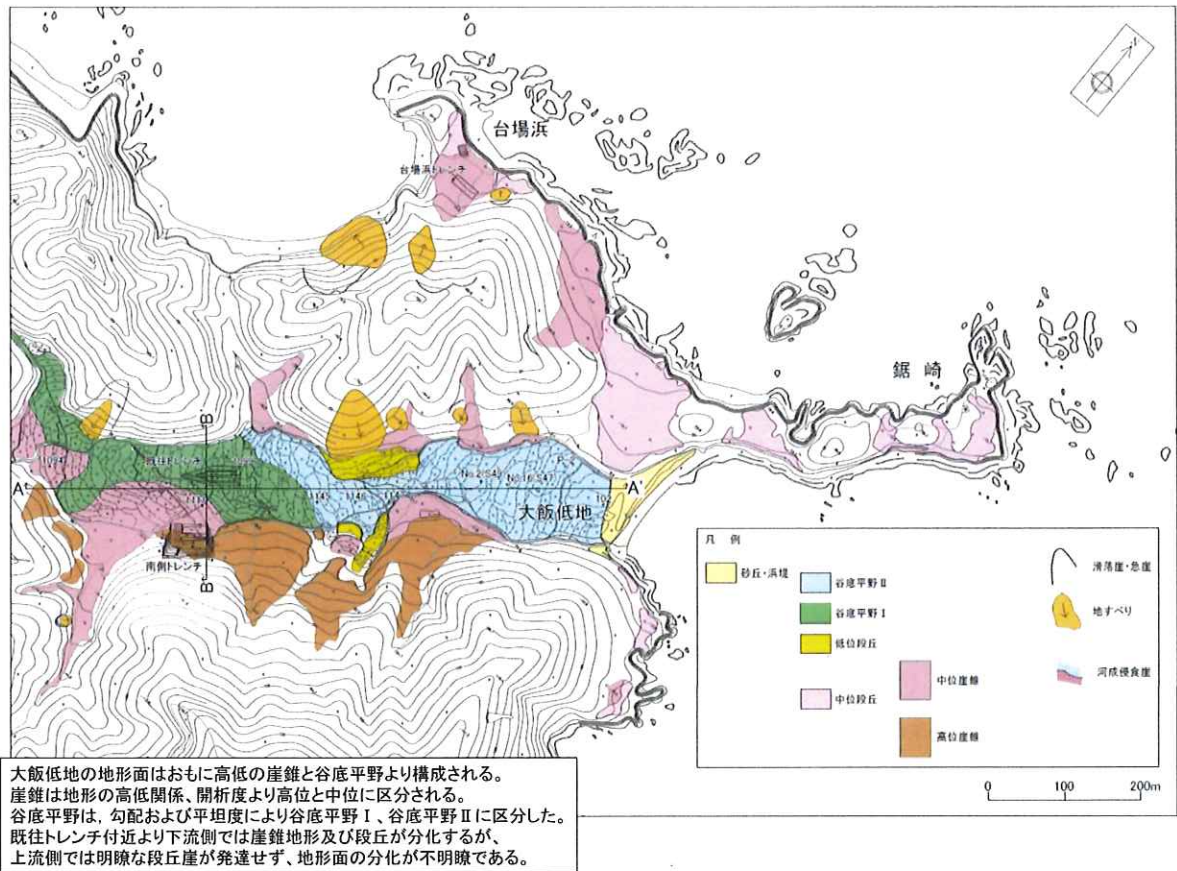 台場浜
台場浜トレンチ
鋸崎
既往トレンチ
No.2(S4
A'
A'
B
B
大飯低地
南側トレンチ
凡例
砂丘・浜堤
谷底平野Ⅱ
谷底平野Ⅰ
低位段丘
中位段丘
中位崖錐
高位崖錐
滑落崖・急崖
地すべり
河成侵食崖
0 100 200m
大飯低地の地形面はおもに高低の崖錐と谷底平野より構成される。
崖錐は地形の高低関係、開析度より高位と中位に区分される。
谷底平野は,勾配および平坦度により谷底平野Ⅰ、谷底平野Ⅱに区分した。
既往トレンチ付近より下流側では崖錐地形及び段丘が分化するが、
上流側では明瞭な段丘崖が発達せず、地形面の分化が不明瞭である。